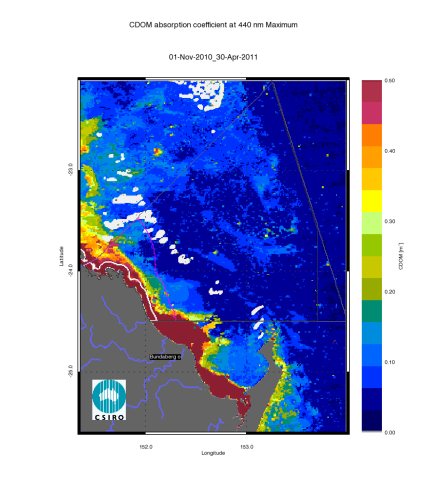 CDOM absorption coefficient at 440 nm Maximum
01-Nov-2010_30-Apr-2011
0.60
0.40
0.30
0.20
0.10
0.00
CDOM [m⁻¹]
-23.0
-24.0
-25.0
Latitude
Bundaberg o
CSIRO
152.0
153.0
Longitude